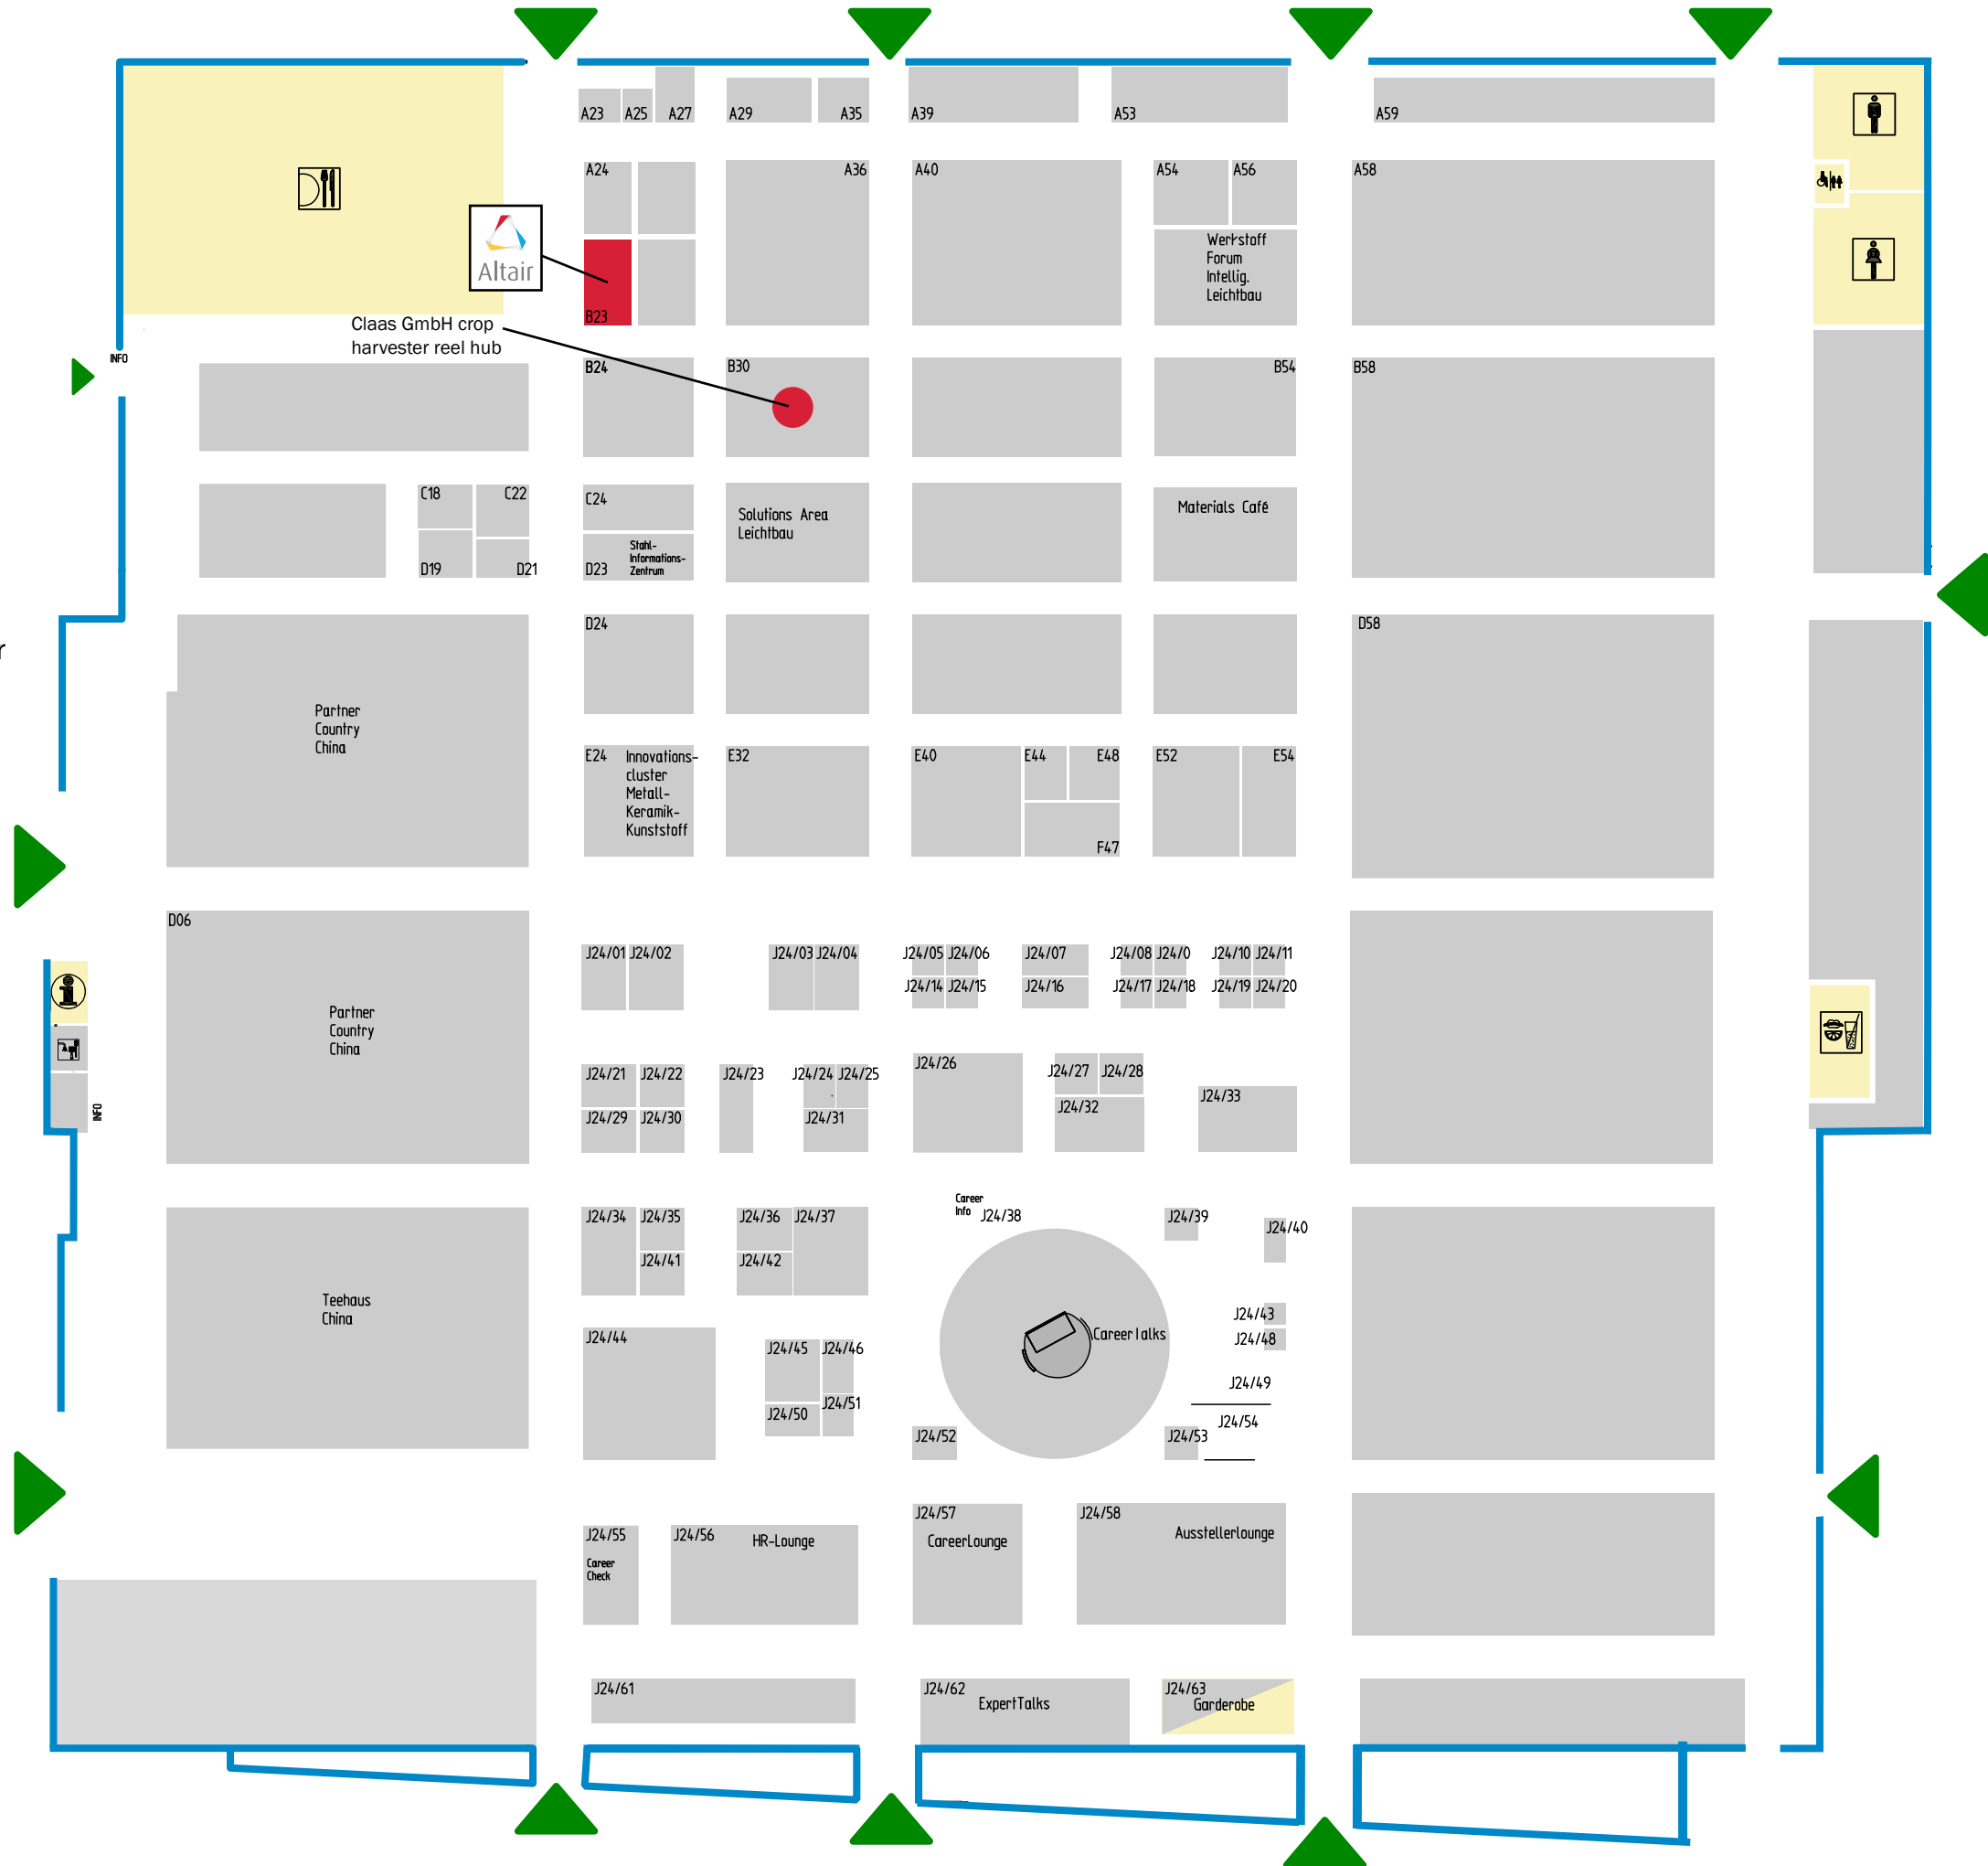 A23
A25
A27
A29
A35
A39
A53
A59
A24
A36
A40
A54
A56
A58
Altair
B23
Werkstoff
Forum
Intellig.
Leichtbau
Claas GmbH crop
harvester reel hub
INFO
B24
B30
B54
B58
C18
C22
D19
D21
C24
D23
Stahl-
Informations-
Zentrum
Solutions Area
Leichtbau
Materials Café
r
D24
D58
Partner
Country
China
E24
Innovations-
cluster
Metall-
Keramik-
Kunststoff
E32
E40
E44
E48
F47
E52
E54
D06
Partner
Country
China
J24/01
J24/02
J24/03
J24/04
J24/05
J24/06
J24/07
J24/08
J24/0
J24/10
J24/11
J24/14
J24/15
J24/16
J24/17
J24/18
J24/19
J24/20
INFO
J24/21
J24/22
J24/23
J24/24
J24/25
J24/26
J24/27
J24/28
J24/29
J24/30
J24/31
J24/32
J24/33
J24/34
J24/35
J24/36
J24/37
Career
Info
J24/38
J24/39
J24/40
J24/41
J24/42
Teehaus
China
J24/43
J24/48
CareerTalks
J24/44
J24/45
J24/46
J24/49
J24/50
J24/51
J24/52
J24/53
J24/54
J24/55
Career
Check
J24/56
HR-Lounge
J24/57
CareerLounge
J24/58
Ausstellerlounge
J24/61
J24/62
ExpertTalks
J24/63
Garderobe